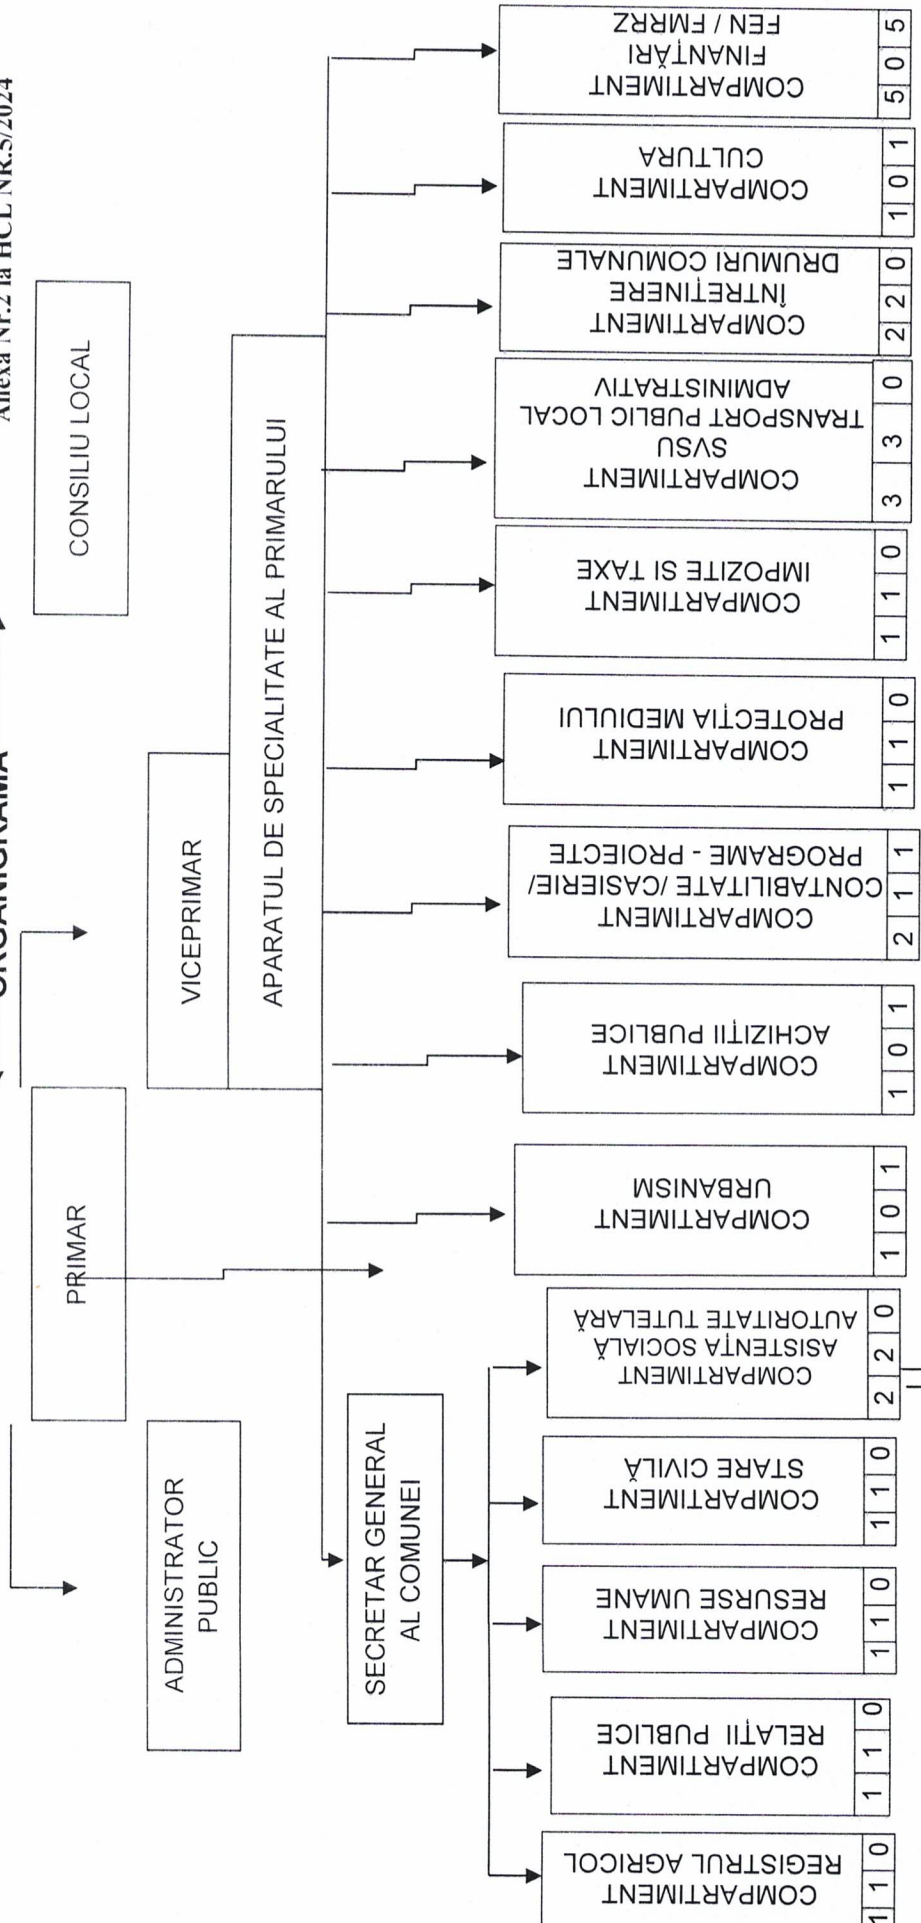 Anexa Nr.2 la HCL NR.5/2024
ORGANIGRAMA
PRIMAR
CONSILIU LOCAL
ADMINISTRATOR
PUBLIC
VICEPRIMAR
APARATUL DE SPECIALITATE AL PRIMARULUI
SECRETAR GENERAL
AL COMUNEI
COMPARTIMENT
REGISTRUL AGRICOL
1 1 0
COMPARTIMENT
RELAȚII PUBLICE
1 1 0
COMPARTIMENT
RESURSE UMANE
1 1 0
COMPARTIMENT
STARE CIVILĂ
1 1 0
COMPARTIMENT
ASISTENȚA SOCIALĂ
AUTORITATE TUTELARĂ
2 2 0
COMPARTIMENT
URBANISM
1 0 1
COMPARTIMENT
ACHIZIȚII PUBLICE
1 0 1
COMPARTIMENT
CONTABILITATE /CASIERIE/
PROGRAME - PROIECTE
2 1 1
COMPARTIMENT
PROTECȚIA MEDIULUI
1 1 0
COMPARTIMENT
IMPOZITE SI TAXE
1 1 0
COMPARTIMENT
SVSU
TRANSPORT PUBLIC LOCAL
ADMINISTRATIV
3 3 0
COMPARTIMENT
ÎNTREȚINERE
DRUMURI COMUNALE
2 2 0
COMPARTIMENT
CULTURA
1 0 1
COMPARTIMENT
FINANȚĂRI
FEN / FMRRZ
5 0 5